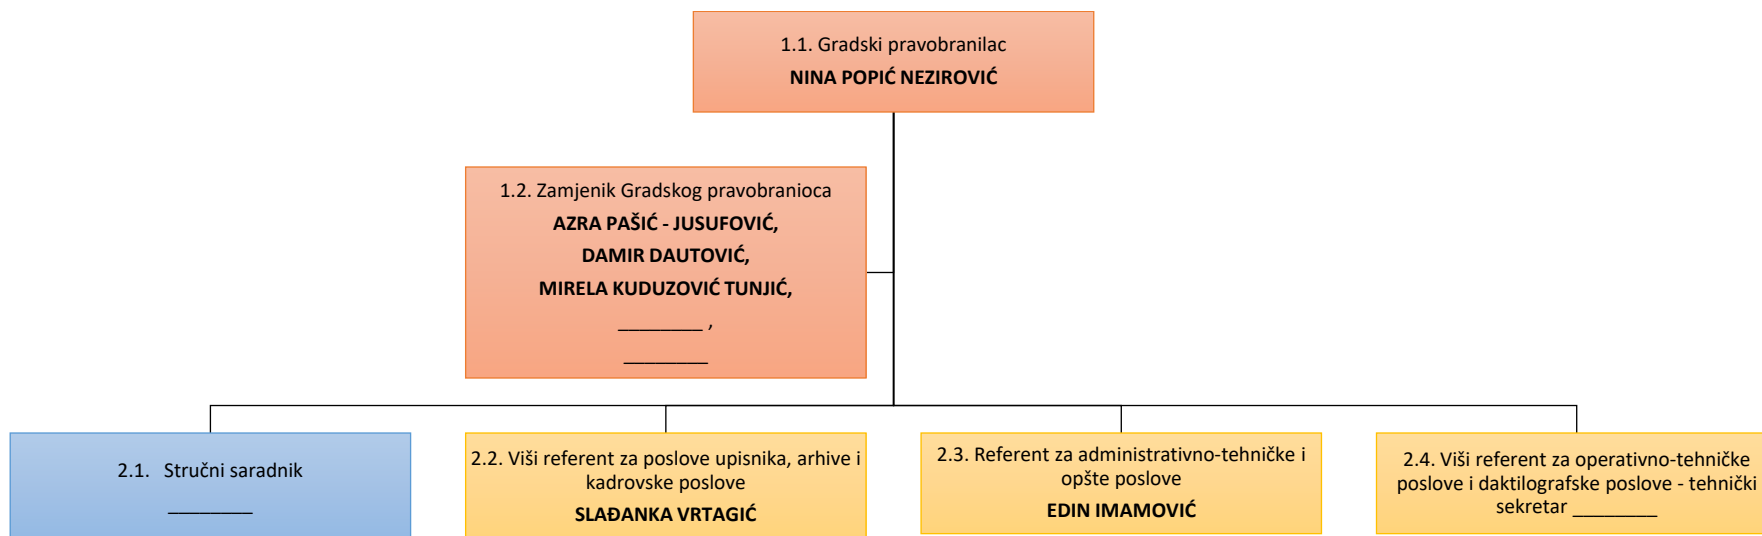 1.1. Gradski pravobranilac
NINA POPIĆ NEZIROVIĆ
1.2. Zamjenik Gradskog pravobranioca
AZRA PAŠIĆ - JUSUFOVIĆ,
DAMIR DAUTOVIĆ,
MIRELA KUDUZOVIĆ TUNJIĆ,
________ ,
________
2.1. Stručni saradnik
________
2.2. Viši referent za poslove upisnika, arhive i
kadrovske poslove
SLAĐANKA VRTAGIĆ
2.3. Referent za administrativno-tehničke i
opšte poslove
EDIN IMAMOVIĆ
2.4. Viši referent za operativno-tehničke
poslove i daktilografske poslove - tehnički
sekretar ________